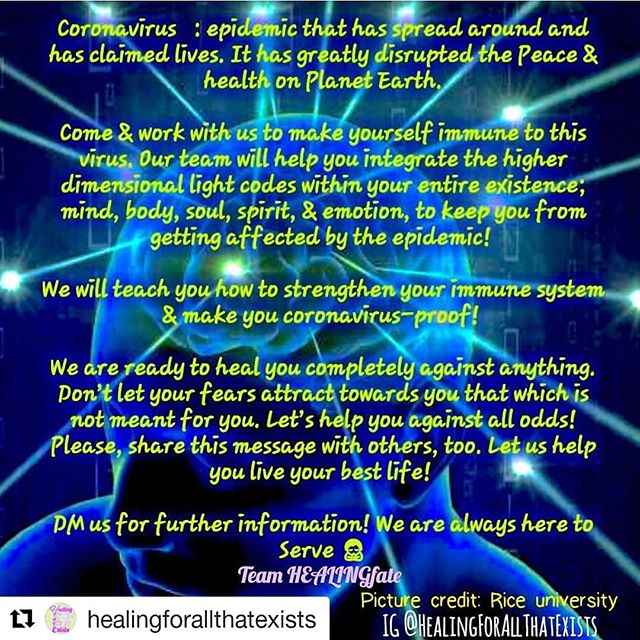 Coronavirus : epidemic that has spread around and
has claimed lives. It has greatly disrupted the Peace &
health on Planet Earth.
Come & work with us to make yourself immune to this
virus. Our team will help you integrate the higher
dimensional light codes within your entire existence;
mind, body, soul, spirit, & emotion, to keep you from
getting affected by the epidemic!
We will teach you how to strengthen your immune system
& make you coronavirus-proof!
We are ready to heal you completely against anything.
Don't let your fears attract towards you that which is
not meant for you. Let's help you against all odds!
Please, share this message with others, too. Let us help
you live your best life!
DM us for further information! We are always here to
Serve
Team HEALINGfate
Picture credit: Rice university
IG @HEALINGFORALLTHATEXISTS
healingforallthatexists